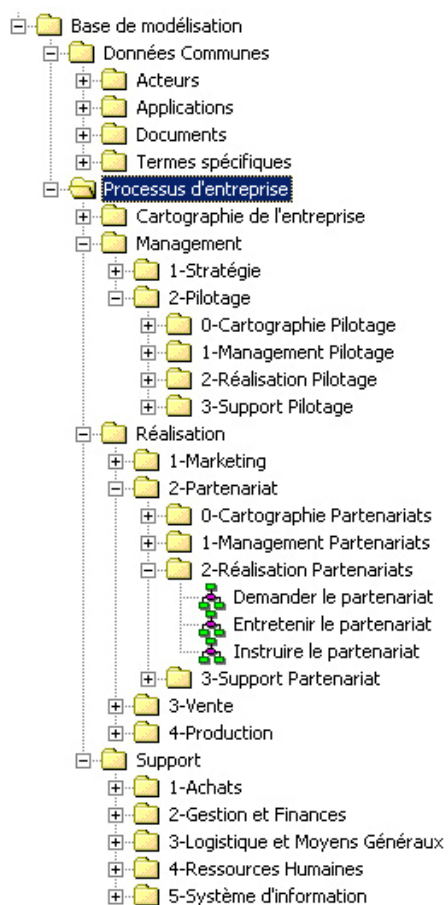 Base de modélisation
Données Communes
Acteurs
Applications
Documents
Termes spécifiques
Processus d'entreprise
Cartographie de l'entreprise
Management
1-Stratégie
2-Pilotage
0-Cartographie Pilotage
1-Management Pilotage
2-Réalisation Pilotage
3-Support Pilotage
Réalisation
1-Marketing
2-Partenariat
0-Cartographie Partenariats
1-Management Partenariats
2-Réalisation Partenariats
Demander le partenariat
Entretenir le partenariat
Instruire le partenariat
3-Support Partenariat
3-Vente
4-Production
Support
1-Achats
2-Gestion et Finances
3-Logistique et Moyens Généraux
4-Ressources Humaines
5-Système d'information